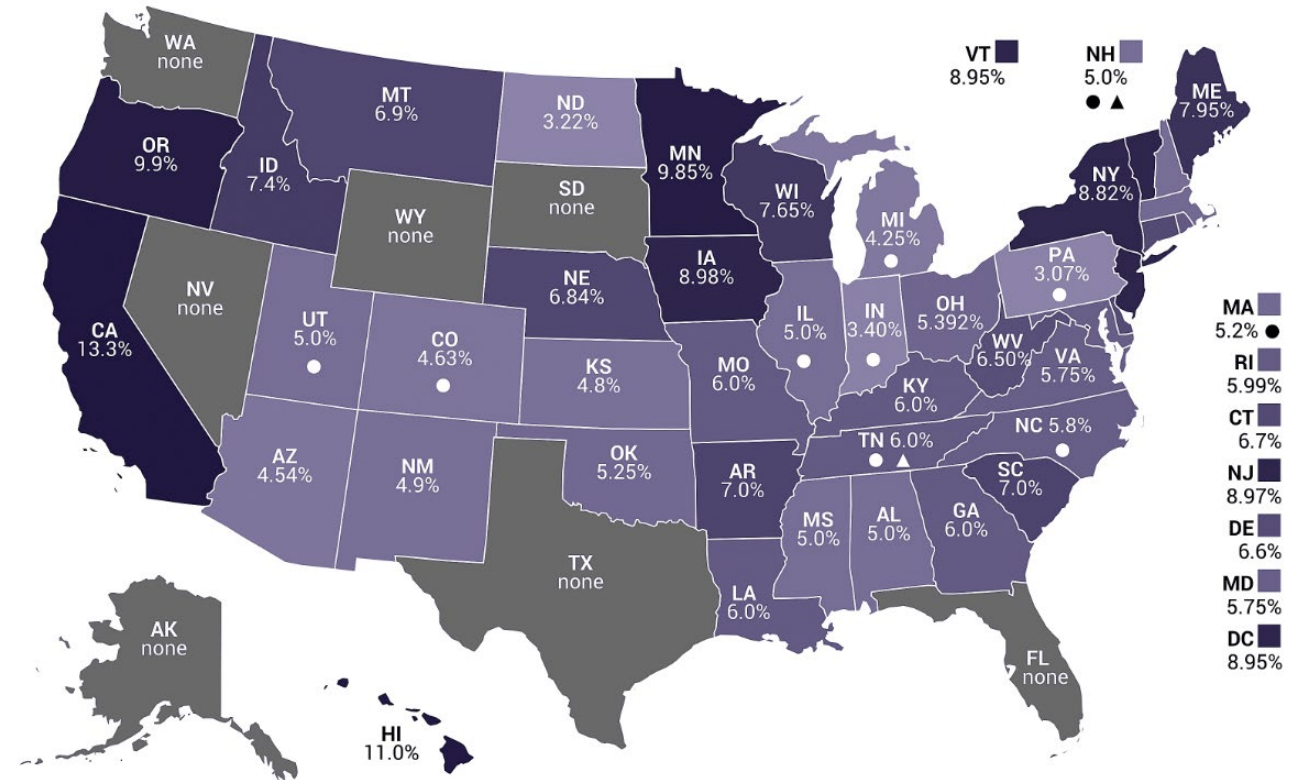 WA
none
OR
9.9%
CA
13.3%
NV
none
ID
7.4%
MT
6.9%
WY
none
UT
5.0%
AZ
4.54%
CO
4.63%
NM
4.9%
ND
3.22%
SD
none
NE
6.84%
KS
4.8%
OK
5.25%
TX
none
MN
9.85%
IA
8.98%
MO
6.0%
AR
7.0%
LA
6.0%
WI
7.65%
IL
5.0%
MI
4.25%
IN
3.40%
OH
5.392%
KY
6.0%
TN 6.0%
MS
5.0%
AL
5.0%
GA
6.0%
FL
none
SC
7.0%
NC 5.8%
VA
5.75%
WV
6.50%
PA
3.07%
NY
8.82%
ME
7.95%
VT
8.95%
NH
5.0%
MA
5.2%
RI
5.99%
CT
6.7%
NJ
8.97%
DE
6.6%
MD
5.75%
DC
8.95%
AK
none
HI
11.0%